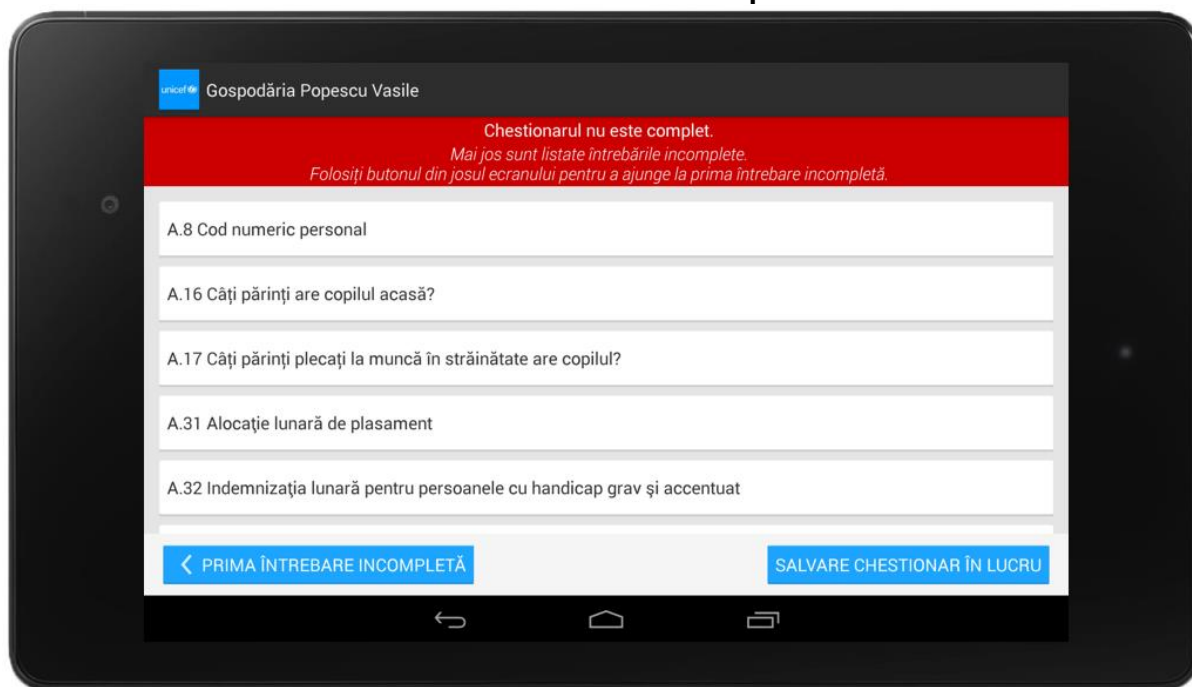 unicef
Gospodăria Popescu Vasile
Chestionarul nu este complet.
Mai jos sunt listate întrebările incomplete.
Folosiți butonul din josul ecranului pentru a ajunge la prima întrebare incompletă.
A.8 Cod numeric personal
A.16 Câți părinți are copilul acasă?
A.17 Câți părinți plecați la muncă în străinătate are copilul?
A.31 Alocaţie lunară de plasament
A.32 Indemnizaţia lunară pentru persoanele cu handicap grav şi accentuat
PRIMA ÎNTREBARE INCOMPLETĂ
SALVARE CHESTIONAR ÎN LUCRU